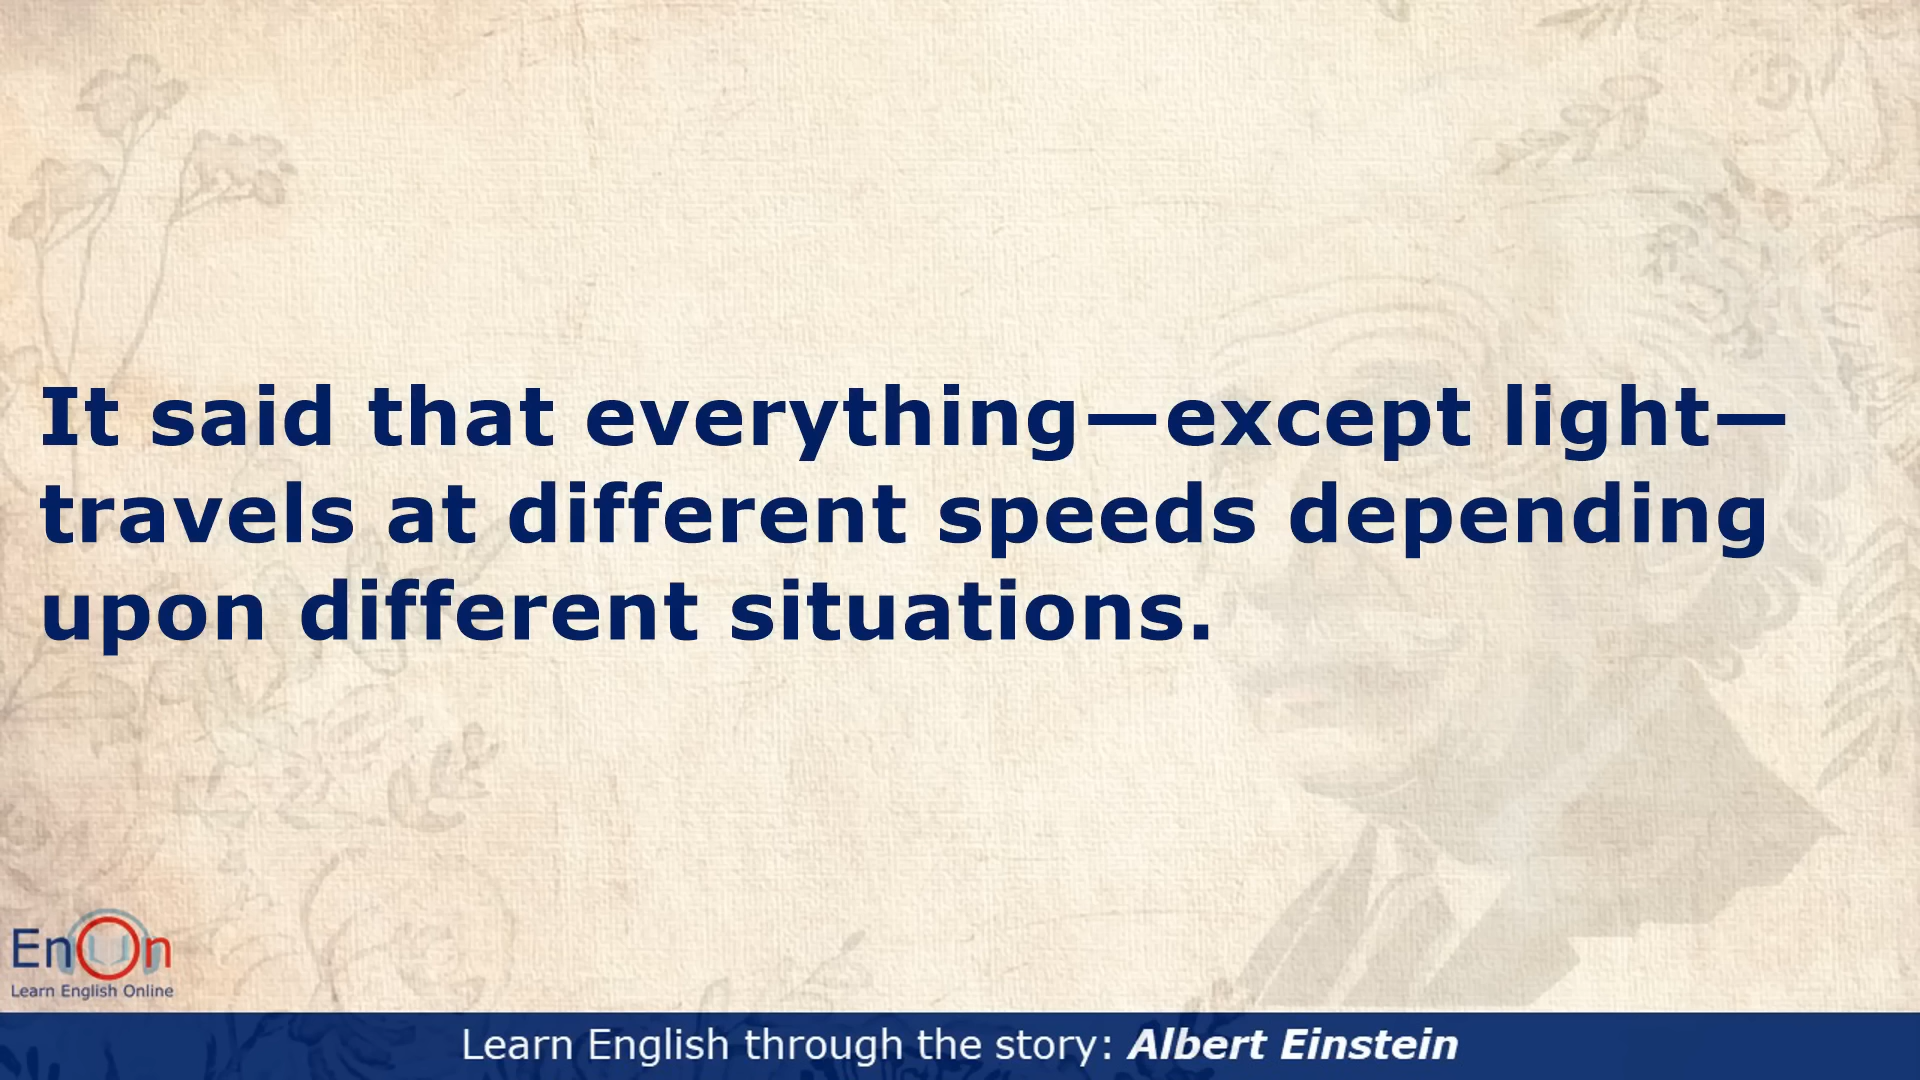 It said that everything—except light—
travels at different speeds depending
upon different situations.
EnOn
Learn English Online
Learn English through the story: Albert Einstein